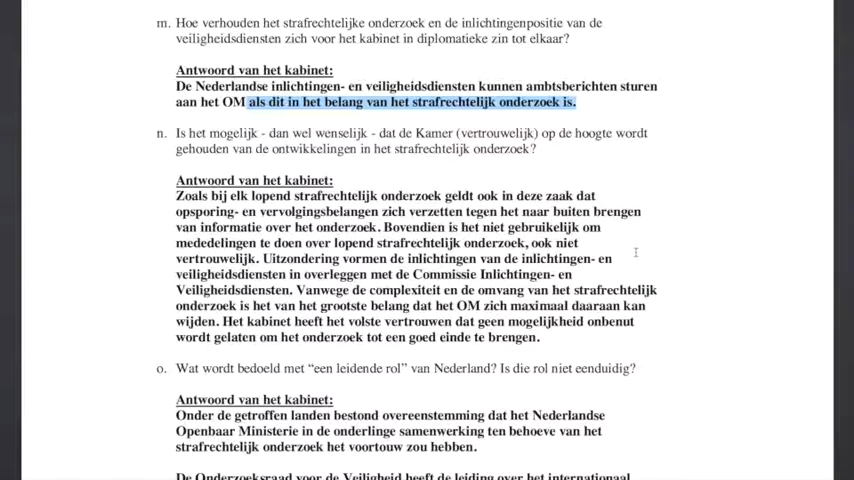 m. Hoe verhouden het strafrechtelijke onderzoek en de inlichtingenpositie van de
veiligheidsdiensten zich voor het kabinet in diplomatieke zin tot elkaar?
Antwoord van het kabinet:
De Nederlandse inlichtingen- en veiligheidsdiensten kunnen ambtsberichten sturen
aan het OM als dit in het belang van het strafrechtelijk onderzoek is.
n. Is het mogelijk - dan wel wenselijk - dat de Kamer (vertrouwelijk) op de hoogte wordt
gehouden van de ontwikkelingen in het strafrechtelijk onderzoek?
Antwoord van het kabinet:
Zoals bij elk lopend strafrechtelijk onderzoek geldt ook in deze zaak dat
opsporing- en vervolgingsbelangen zich verzetten tegen het naar buiten brengen
van informatie over het onderzoek. Bovendien is het niet gebruikelijk om
mededelingen te doen over lopend strafrechtelijk onderzoek, ook niet
vertrouwelijk. Uitzondering vormen de inlichtingen van de inlichtingen- en
veiligheidsdiensten in overleggen met de Commissie Inlichtingen- en
Veiligheidsdiensten. Vanwege de complexiteit en de omvang van het strafrechtelijk
onderzoek is het van het grootste belang dat het OM zich maximaal daaraan kan
wijden. Het kabinet heeft het volste vertrouwen dat geen mogelijkheid onbenut
wordt gelaten om het onderzoek tot een goed einde te brengen.
o. Wat wordt bedoeld met “een leidende rol” van Nederland? Is die rol niet eenduidig?
Antwoord van het kabinet:
Onder de getroffen landen bestond overeenstemming dat het Nederlandse
Openbaar Ministerie in de onderlinge samenwerking ten behoeve van het
strafrechtelijk onderzoek het voortouw zou hebben.
De Onderzoeksraad voor de Veiligheid heeft de leiding over het internationaal